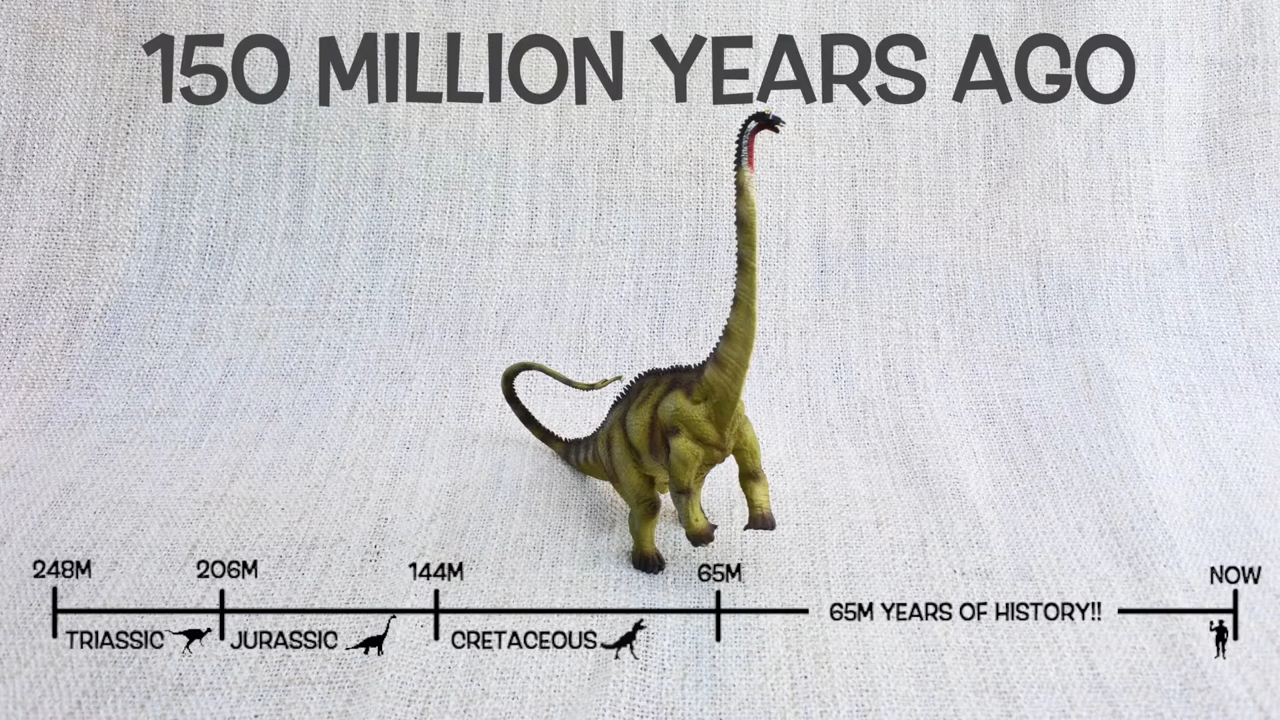 150 MILLION YEARS AGO
248M 206M 144M 65M NOW
65M YEARS OF HISTORY!!
TRIASSIC JURASSIC CRETACEOUS